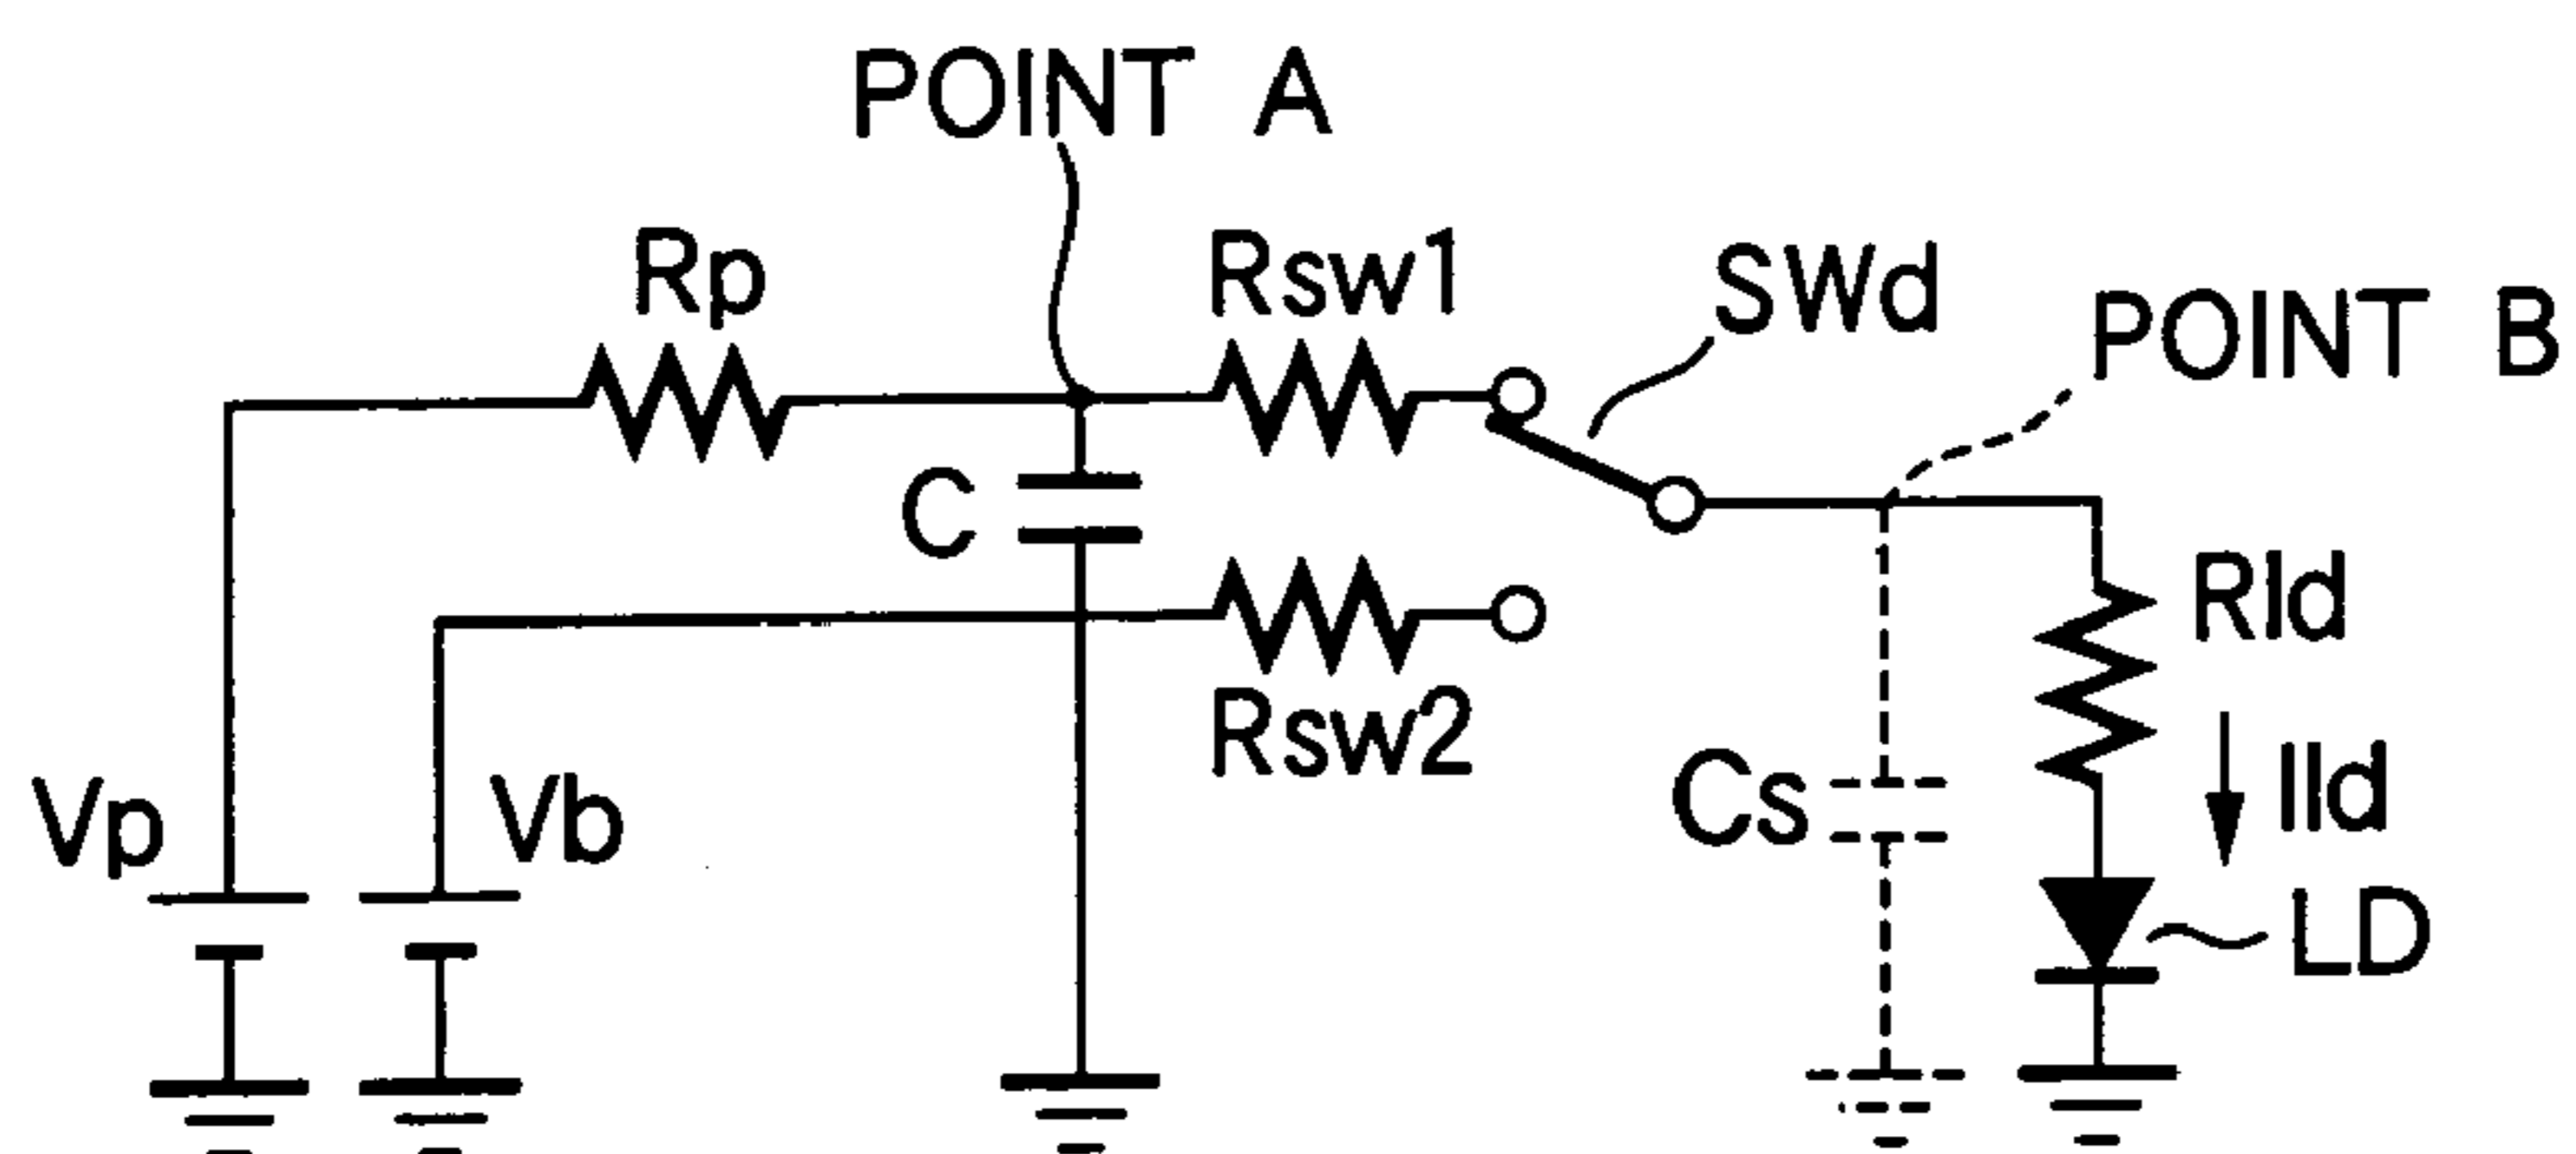 POINT A
Rp
Rsw1
SWd
POINT B
C
Rld
Rsw2
Vp
Vb
Cs
Ild
LD